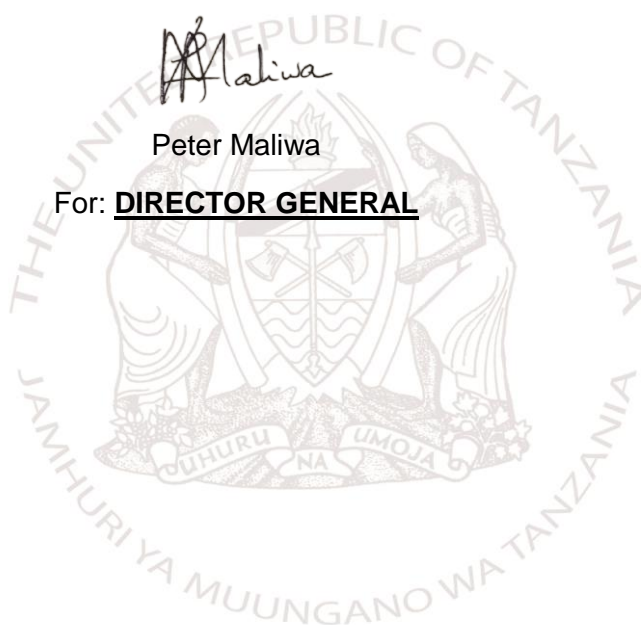 THE UNITED REPUBLIC OF TANZANIA
Maliwa
Peter Maliwa
For: DIRECTOR GENERAL
UHURU NA UMOJA
JAMHURI YA MUUNGANO WA TANZANIA